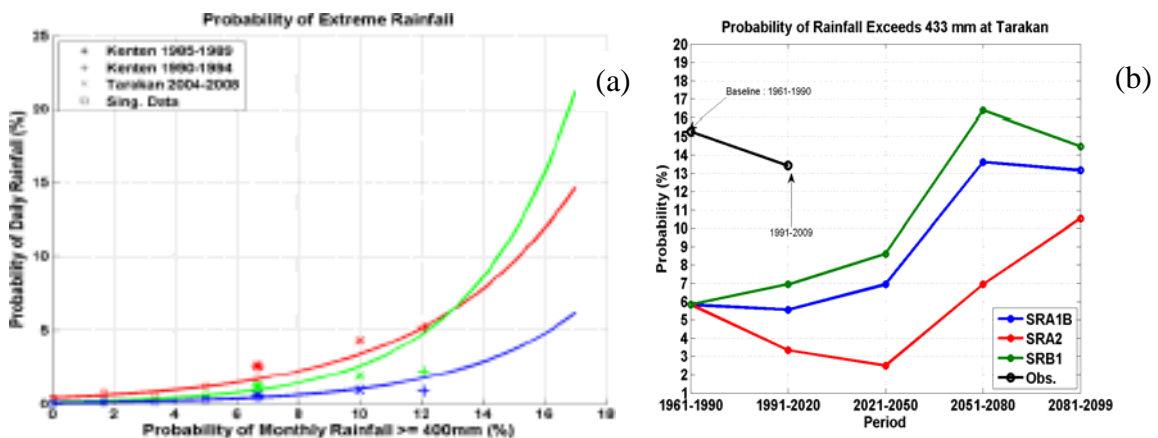 Probability of Extreme Rainfall
25
20
15
10
5
0
Probability of Daily Rainfall (%)
Kenten 1985-1989
Kenten 1990-1994
Tarakan 2004-2008
Sing. Data
0 2 4 6 8 10 12 14 16 18
Probability of Monthly Rainfall >= 400mm (%)
(a)
Probability of Rainfall Exceeds 433 mm at Tarakan
20
19
18
17
16
15
14
13
12
11
10
9
8
7
6
5
4
3
2
1
Probability (%)
Baseline : 1961-1990
1991-2009
SRA1B
SRA2
SRB1
Obs.
1961-1990 1991-2020 2021-2050 2051-2080 2081-2099
Period
(b)